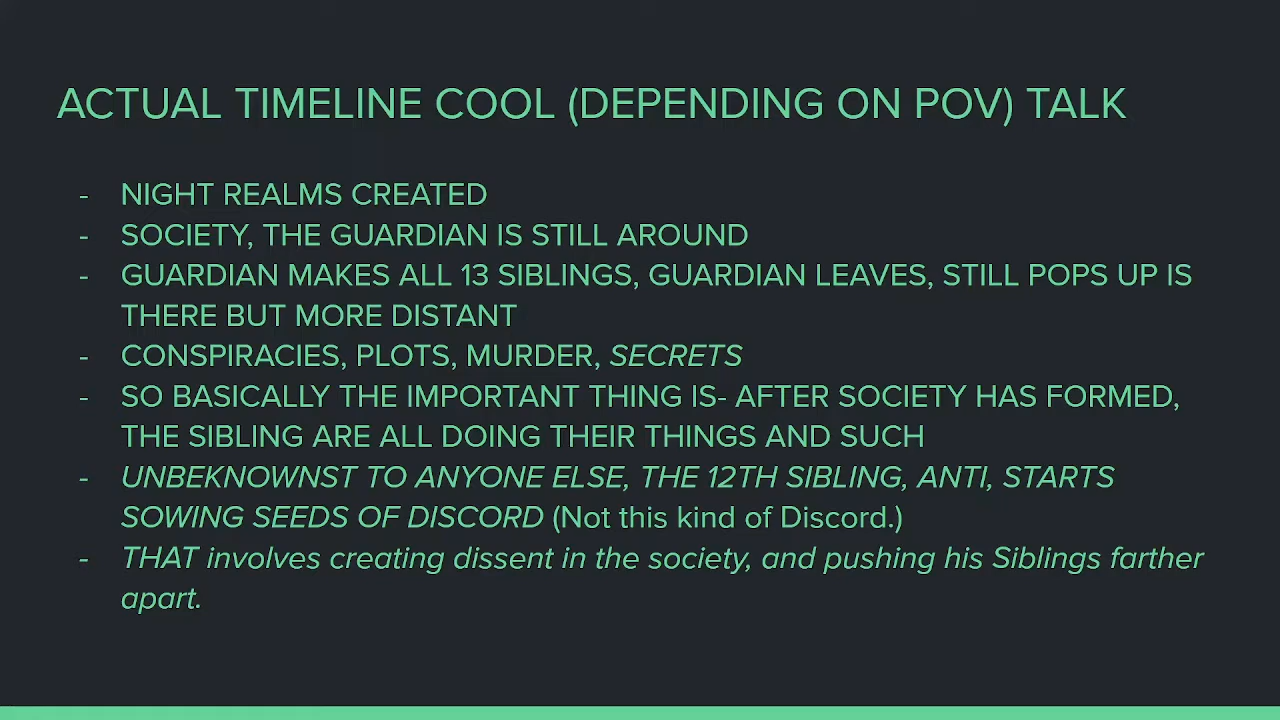 ACTUAL TIMELINE COOL (DEPENDING ON POV) TALK
- NIGHT REALMS CREATED
- SOCIETY, THE GUARDIAN IS STILL AROUND
- GUARDIAN MAKES ALL 13 SIBLINGS, GUARDIAN LEAVES, STILL POPS UP IS
THERE BUT MORE DISTANT
- CONSPIRACIES, PLOTS, MURDER, SECRETS
- SO BASICALLY THE IMPORTANT THING IS- AFTER SOCIETY HAS FORMED,
THE SIBLING ARE ALL DOING THEIR THINGS AND SUCH
- UNBEKNOWNST TO ANYONE ELSE, THE 12TH SIBLING, ANTI, STARTS
SOWING SEEDS OF DISCORD (Not this kind of Discord.)
- THAT involves creating dissent in the society, and pushing his Siblings farther
apart.